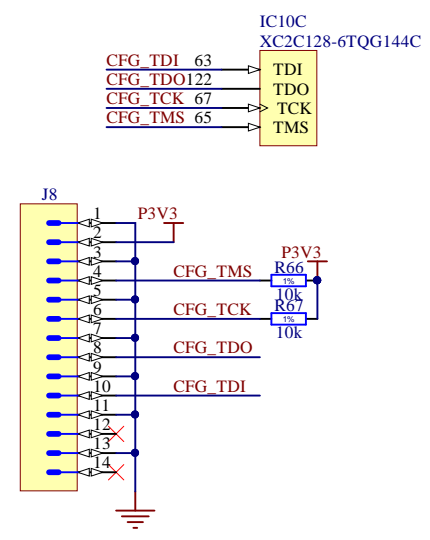 IC10C
XC2C128-6TQG144C
CFG_TDI 63 TDI
CFG_TDO 122 TDO
CFG_TCK 67 TCK
CFG_TMS 65 TMS
J8
1 P3V3
2
3 P3V3
4 CFG_TMS R66
1%
5 10k
6 CFG_TCK R67
1%
7 10k
8 CFG_TDO
9
10 CFG_TDI
11
12
13
14